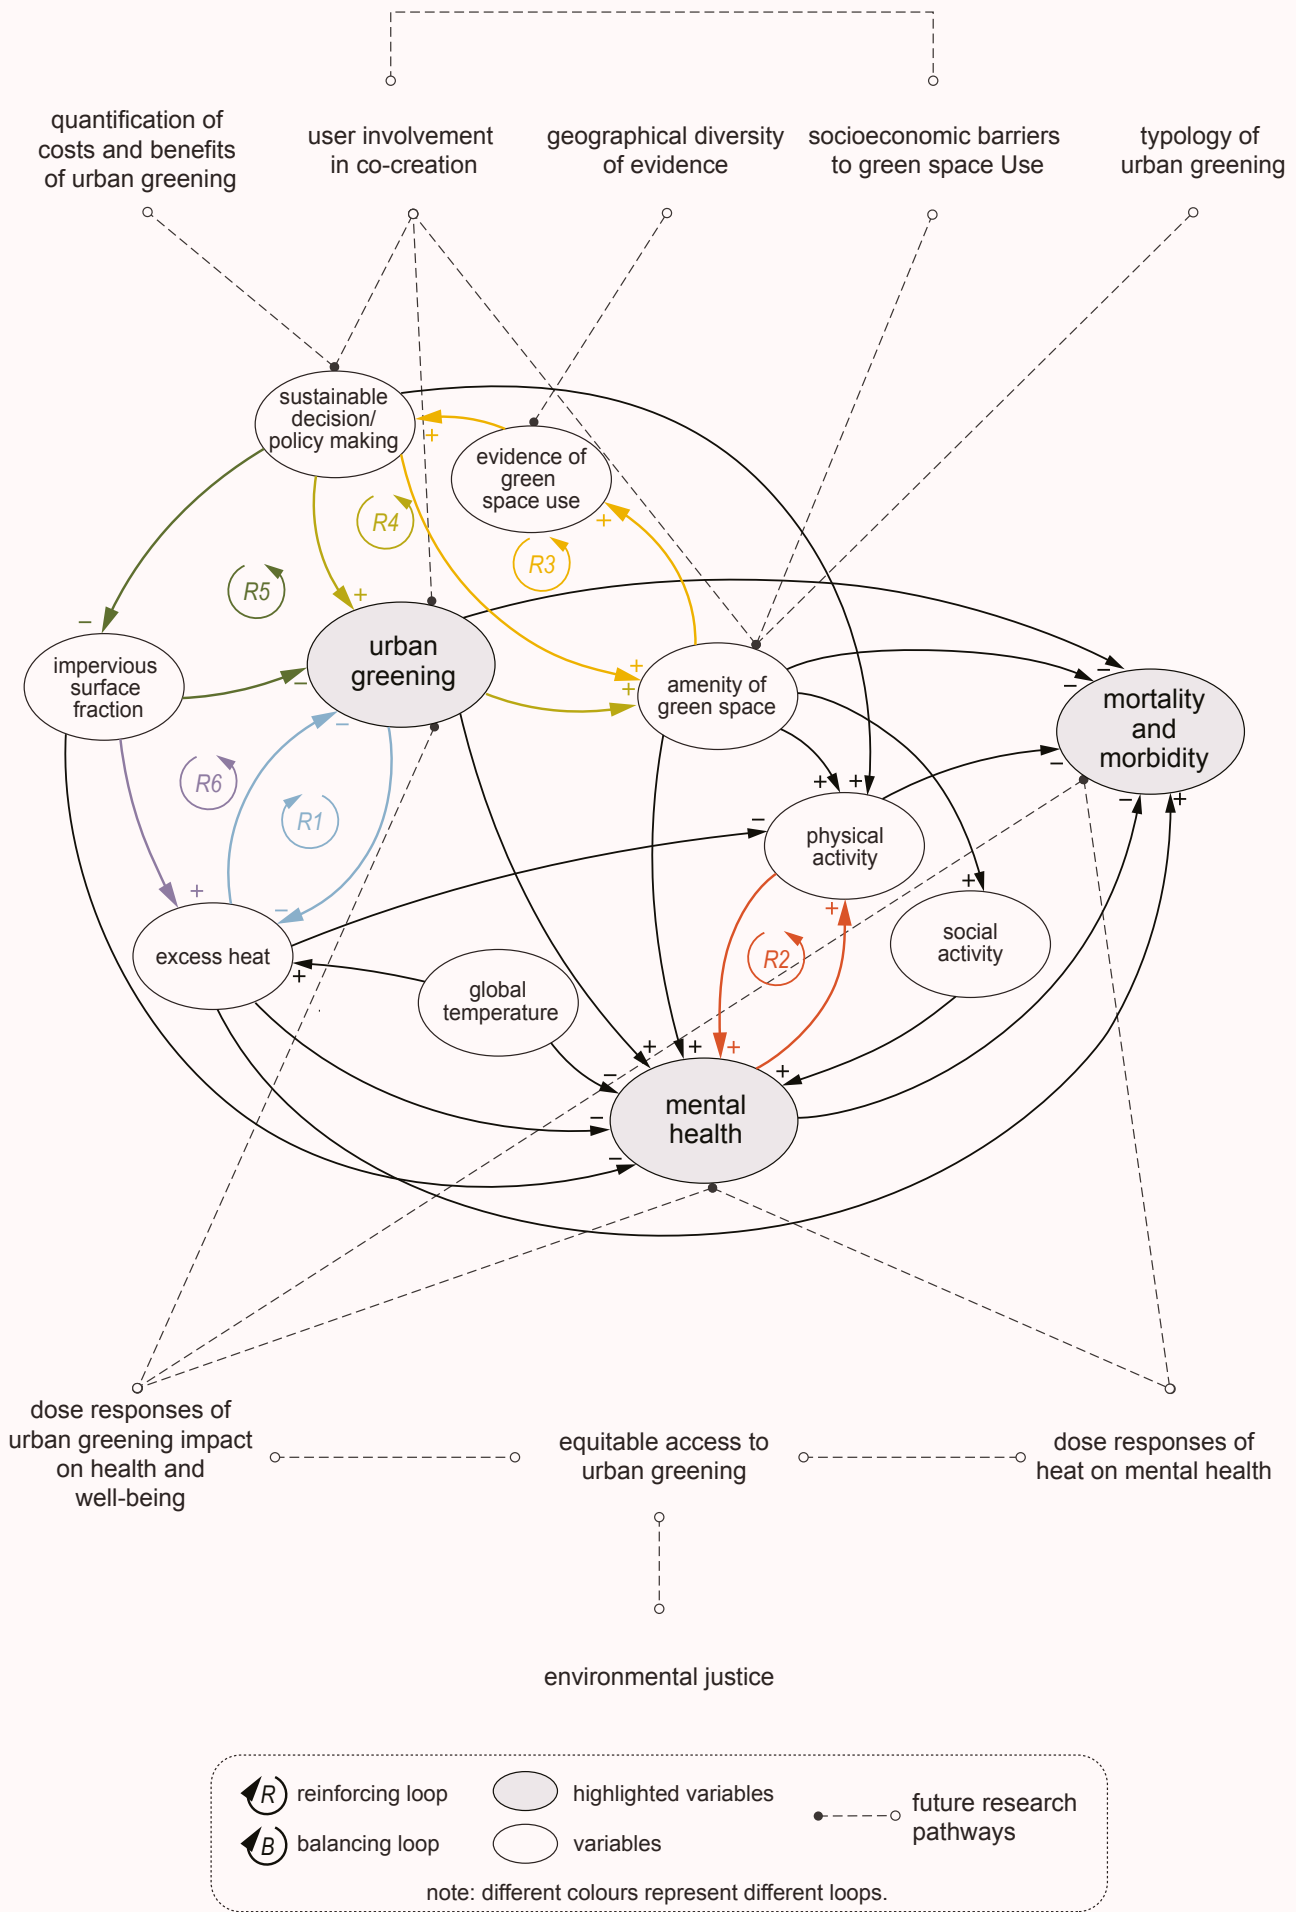 quantification of
costs and benefits
of urban greening
user involvement
in co-creation
geographical diversity
of evidence
socioeconomic barriers
to green space Use
typology of
urban greening
sustainable
decision/
policy making
+
evidence of
green
space use
+
R4
R3
R5
+
–
urban
greening
impervious
surface
fraction
–
+
+
amenity of
green space
–
–
mortality
and
morbidity
–
–
R6
R1
+
+
–
+
–
physical
activity
+
–
+
+
excess heat
+
global
temperature
R2
social
activity
+
+
+
+
–
–
–
mental
health
dose responses of
urban greening impact
on health and
well-being
equitable access to
urban greening
dose responses of
heat on mental health
environmental justice
R reinforcing loop
highlighted variables
future research
pathways
B balancing loop
variables
note: different colours represent different loops.